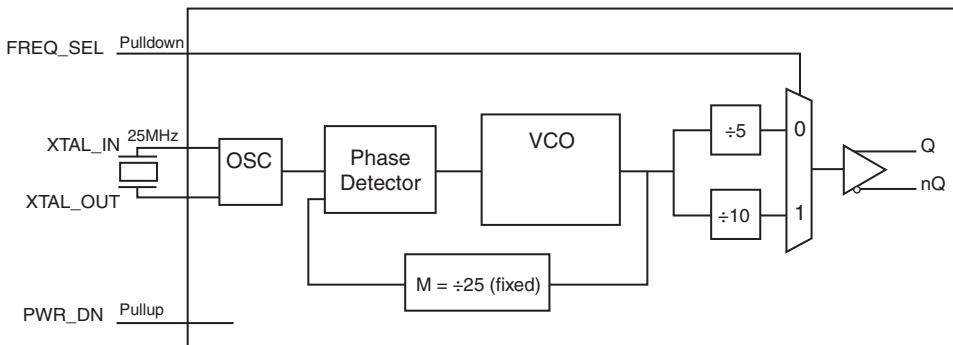 FREQ_SEL
Pulldown
XTAL_IN
25MHz
XTAL_OUT
OSC
Phase
Detector
VCO
÷5
÷10
0
1
Q
nQ
M = ÷25 (fixed)
PWR_DN
Pullup